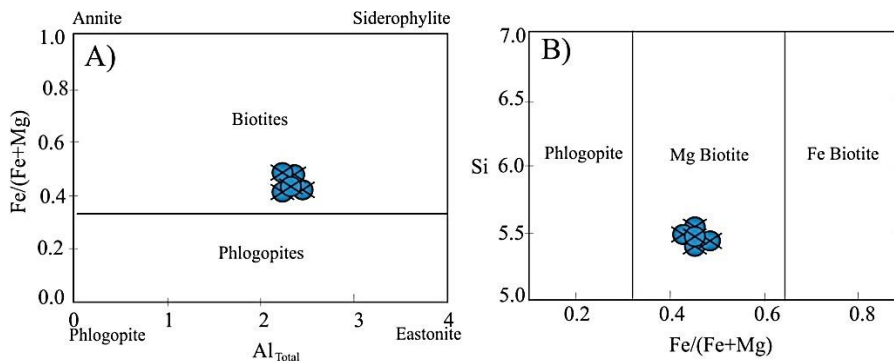 Annite Siderophylite
A)
1.0
0.8
0.6
0.4
0.2
0.0
Fe/(Fe+Mg)
Biotites
Phlogopites
0 1 2 3 4
Phlogopite Eastonite
Al Total
B)
7.0
6.5
6.0
5.5
5.0
Si
Phlogopite Mg Biotite Fe Biotite
0.2 0.4 0.6 0.8
Fe/(Fe+Mg)